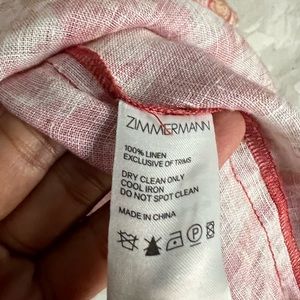 ZIMMERMANN
100% LINEN
EXCLUSIVE OF TRIMS
DRY CLEAN ONLY
COOL IRON
DO NOT SPOT CLEAN
MADE IN CHINA